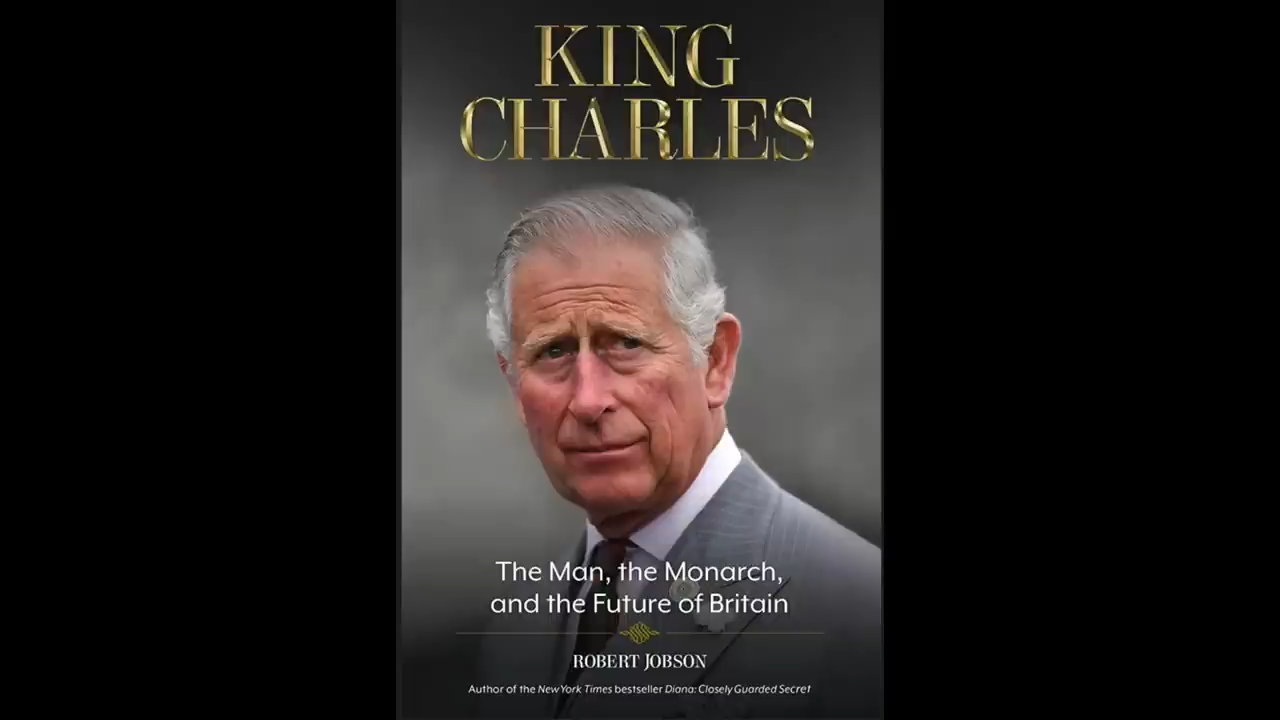 KING
CHARLES
The Man, the Monarch,
and the Future of Britain
ROBERT JOBSON
Author of the New York Times bestseller Diana: Closely Guarded Secret